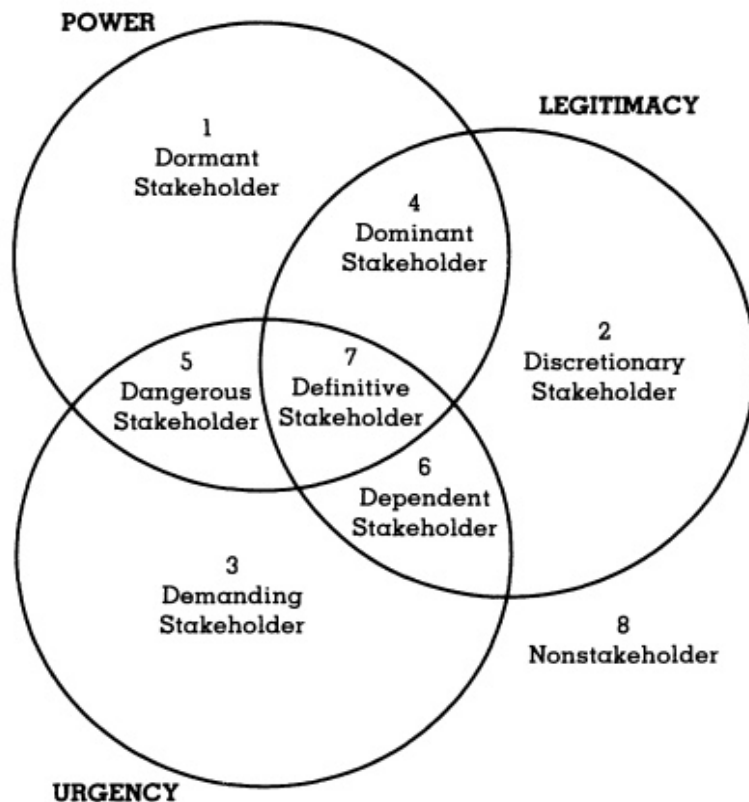 POWER
LEGITIMACY
1
Dormant
Stakeholder
4
Dominant
Stakeholder
2
Discretionary
Stakeholder
5
Dangerous
Stakeholder
7
Definitive
Stakeholder
6
Dependent
Stakeholder
3
Demanding
Stakeholder
8
Nonstakeholder
URGENCY